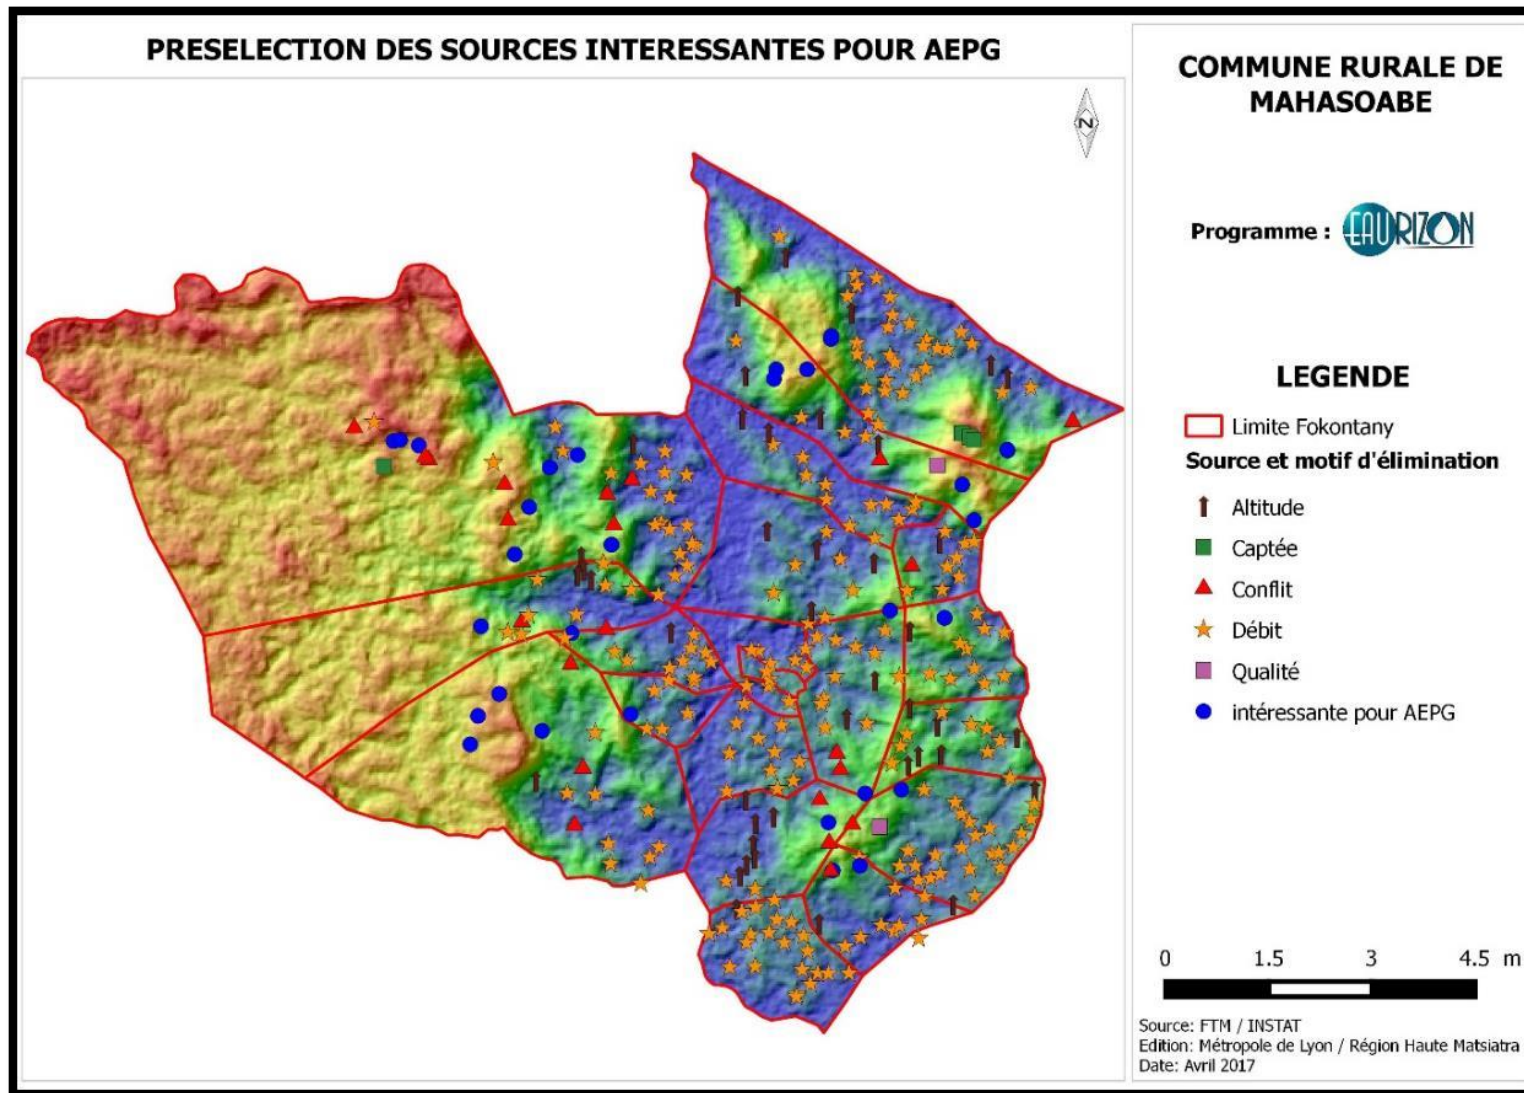 PRESELECTION DES SOURCES INTERESSANTES POUR AEPG
N
COMMUNE RURALE DE
MAHASOABE
Programme : EAURIZON
LEGENDE
Limite Fokontany
Source et motif d'élimination
Altitude
Captée
Conflit
Débit
Qualité
intéressante pour AEPG
0 1.5 3 4.5 m
Source: FTM / INSTAT
Edition: Métropole de Lyon / Région Haute Matsiatra
Date: Avril 2017